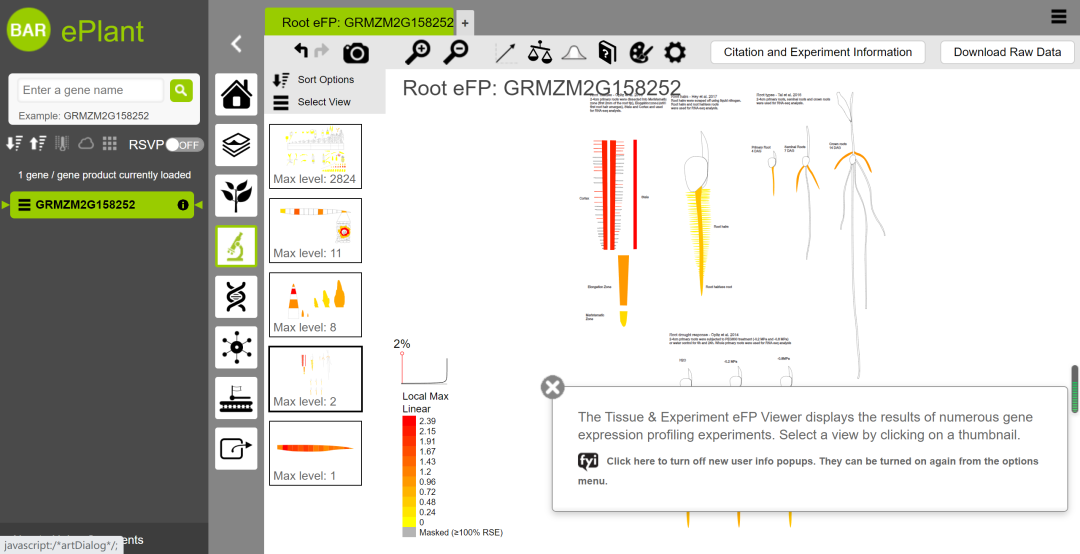 BAR ePlant
Enter a gene name
Example: GRMZM2G158252
RSVP OFF
1 gene / gene product currently loaded
GRMZM2G158252
javascript:/*artDialog*/;
Root eFP: GRMZM2G158252
+
Citation and Experiment Information
Download Raw Data
Sort Options
Select View
Max level: 2824
Max level: 11
Max level: 8
Max level: 2
Max level: 1
Root eFP: GRMZM2G158252
Cortex
Stele
Elongation Zone
Meristematic
Zone
Root hairs
Root hairless root
Primary Root
Seminal Roots
Crown roots
2%
Local Max
Linear
2.39
2.15
1.91
1.67
1.43
1.2
0.96
0.72
0.48
0.24
0
Masked (≥100% RSE)
The Tissue & Experiment eFP Viewer displays the results of numerous gene
expression profiling experiments. Select a view by clicking on a thumbnail.
fyi Click here to turn off new user info popups. They can be turned on again from the options
menu.